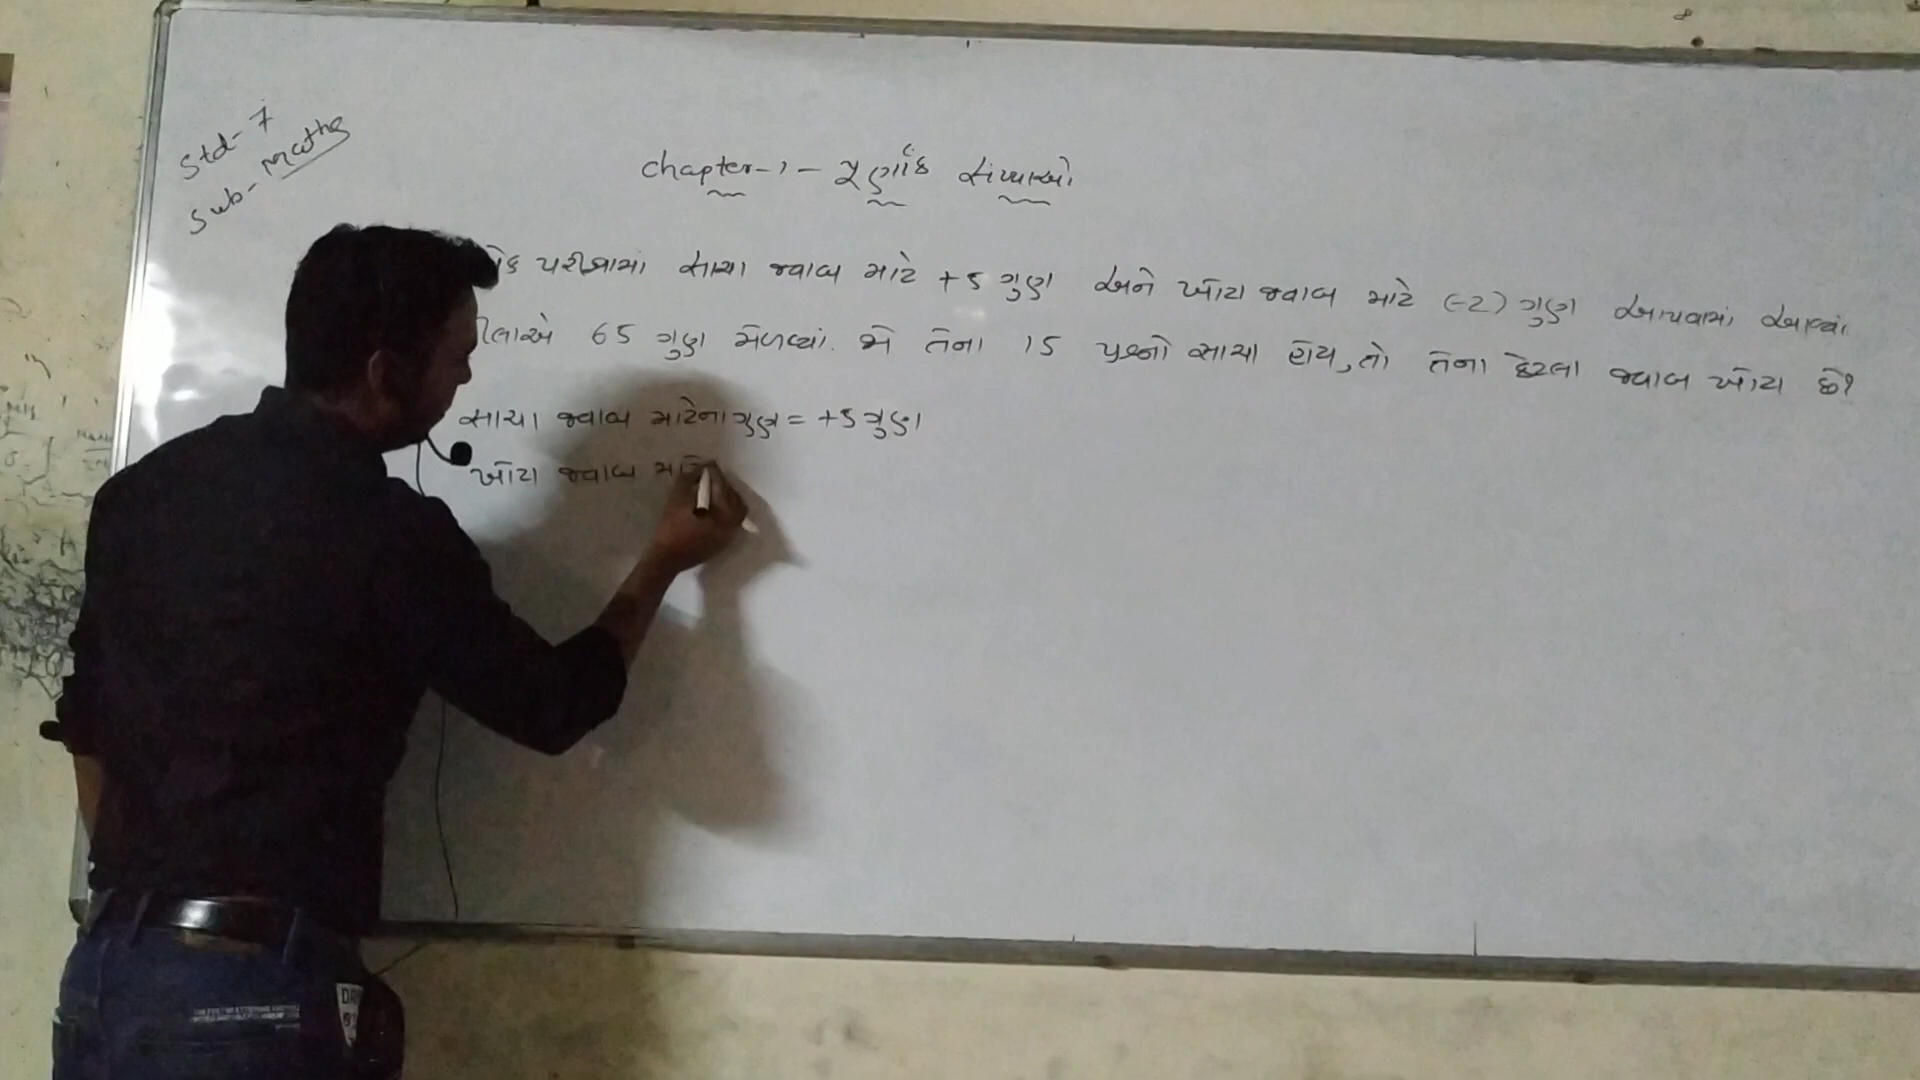 Std- 7
Sub- Maths
chapter-1 - પૂર્ણાંક સંખ્યાઓ
પરીક્ષામાં સાચા જવાબ માટે +5 ગુણ અને ખોટા જવાબ માટે (-2) ગુણ આપવામાં આવ્યાં
65 ગુણ મેળવ્યાં. જો તેના 15 પ્રશ્નો સાચા હોય, તો તેના કેટલા જવાબ ખોટા છે?
સાચા જવાબ માટેના ગુણ = +5 ગુણ
ખોટા જવાબ